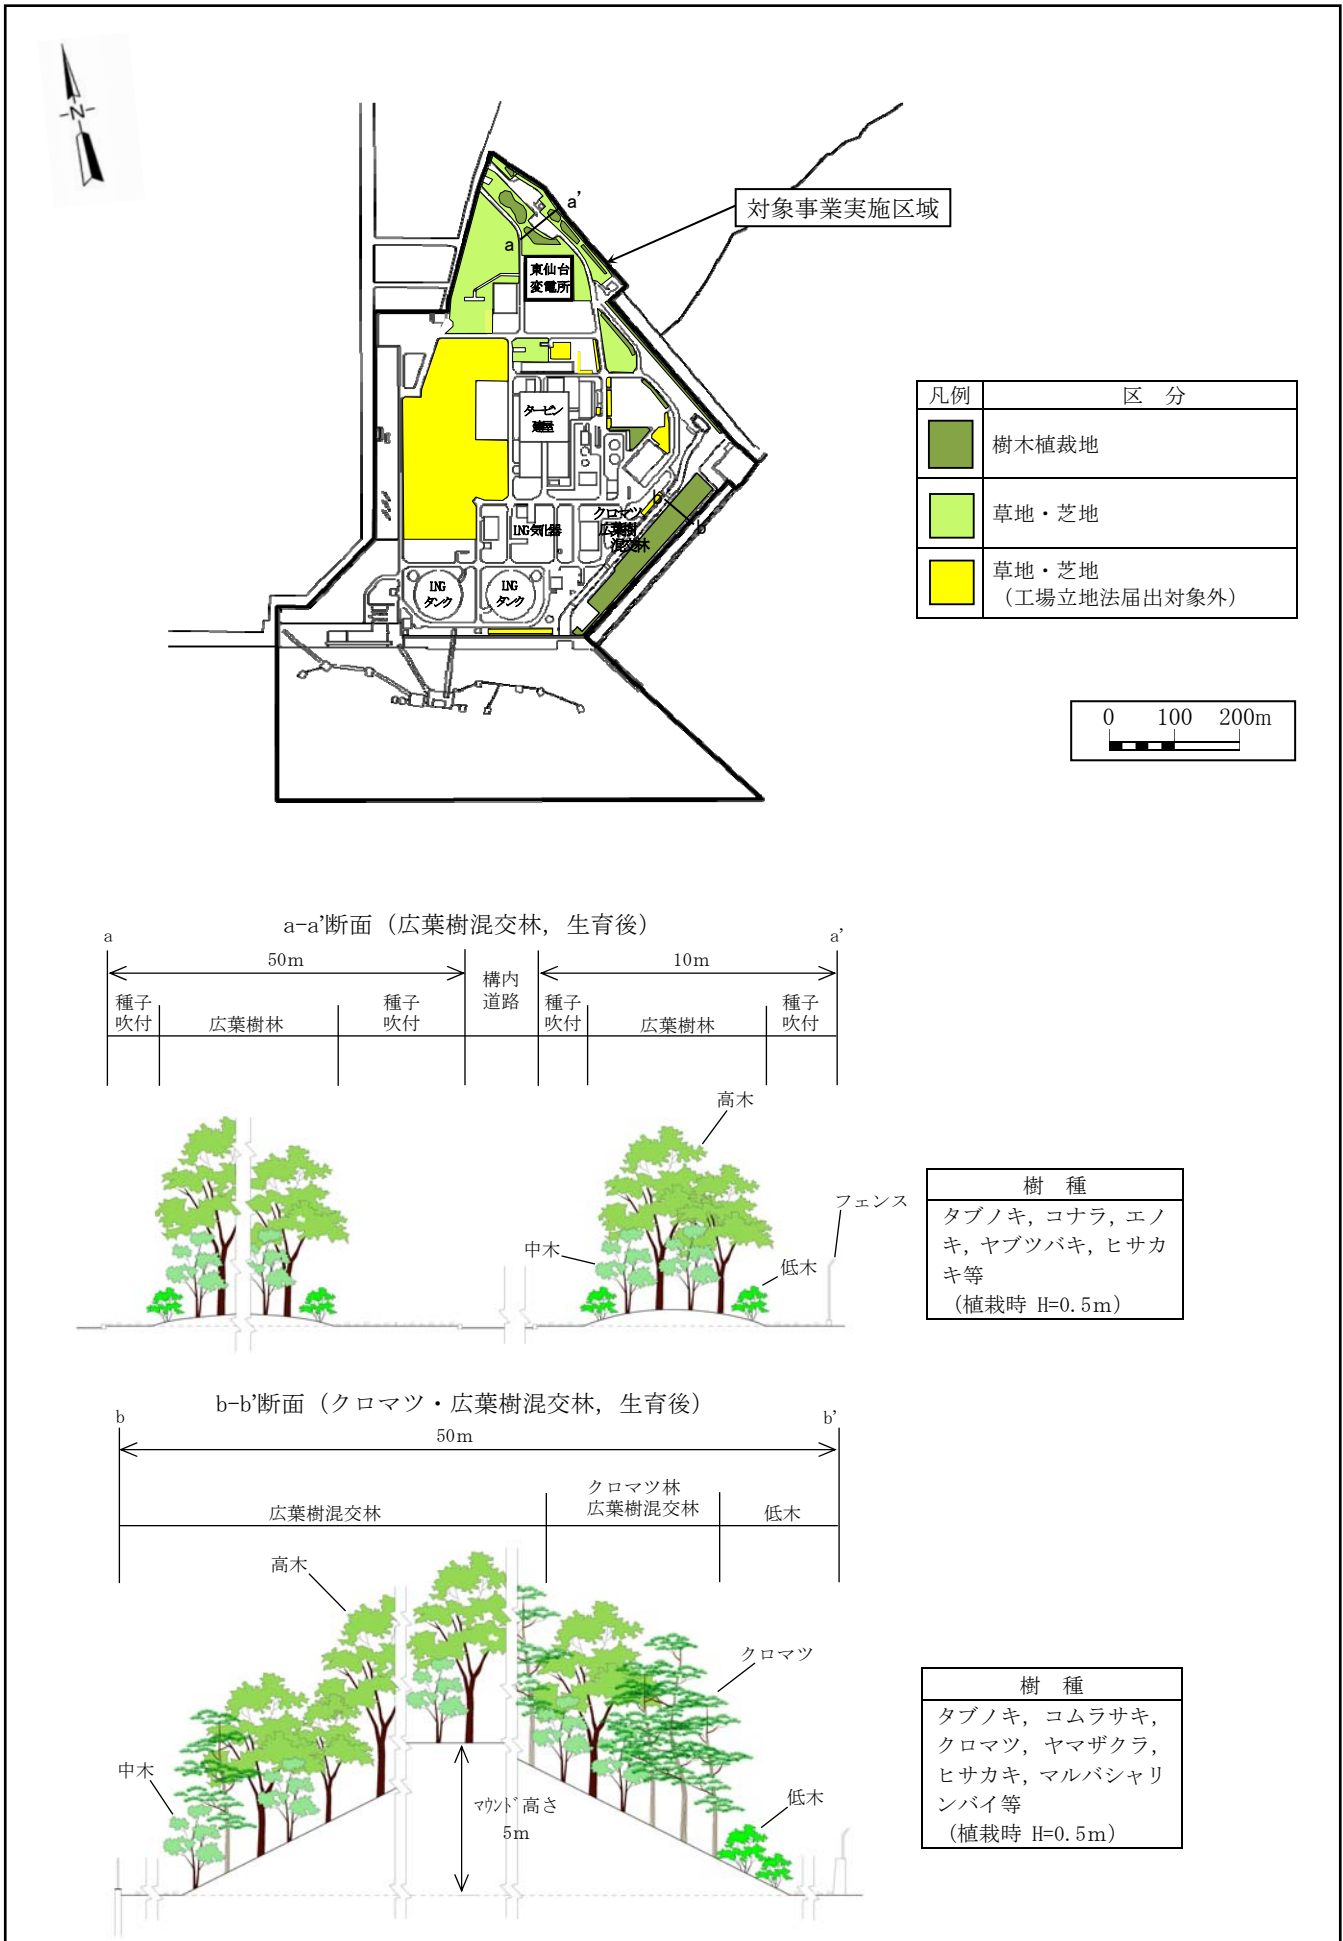 N
対象事業実施区域
a'
a
東仙台
変電所
タービン
建屋
LNG気化器
クロマツ
広葉樹
混交林
b
b'
LNG
タンク
LNG
タンク
凡例
区 分
樹木植裁地
草地・芝地
草地・芝地
（工場立地法届出対象外）
0 100 200m
a-a'断面（広葉樹混交林，生育後）
a
a'
50m
構内
道路
10m
種子
吹付
広葉樹林
種子
吹付
種子
吹付
広葉樹林
種子
吹付
高木
中木
低木
フェンス
樹 種
タブノキ，コナラ，エノ
キ，ヤブツバキ，ヒサカ
キ等
（植栽時 H=0.5m）
b-b'断面（クロマツ・広葉樹混交林，生育後）
b
b'
50m
広葉樹混交林
クロマツ林
広葉樹混交林
低木
高木
クロマツ
中木
マウンド高さ
5m
低木
樹 種
タブノキ，コムラサキ，
クロマツ，ヤマザクラ，
ヒサカキ，マルバシャリ
ンバイ等
（植栽時 H=0.5m）